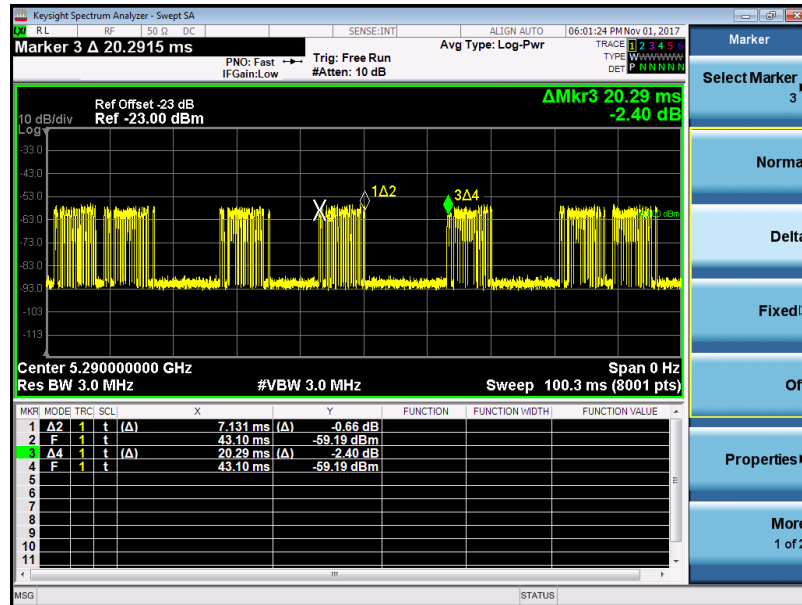 Keysight Spectrum Analyzer - Swept SA
LXI RL RF 50 Ω DC SENSE:INT ALIGN AUTO 06:01:24 PM Nov 01, 2017
Marker 3 Δ 20.2915 ms
PNO: Fast
IFGain:Low
Trig: Free Run
#Atten: 10 dB
Avg Type: Log-Pwr
TRACE 1 2 3 4 5 6
TYPE WWWWWW
DET P N N N N N
Ref Offset -23 dB
10 dB/div Ref -23.00 dBm
Log
ΔMkr3 20.29 ms
-2.40 dB
-33.0
-43.0
-53.0
-63.0
-73.0
-83.0
-93.0
-103
-113
1Δ2
3Δ4
dBm
Center 5.290000000 GHz Span 0 Hz
Res BW 3.0 MHz #VBW 3.0 MHz Sweep 100.3 ms (8001 pts)
MKR MODE TRC SCL X Y FUNCTION FUNCTION WIDTH FUNCTION VALUE
1 Δ2 1 t (Δ) 7.131 ms (Δ) -0.66 dB
2 F 1 t 43.10 ms -59.19 dBm
3 Δ4 1 t (Δ) 20.29 ms (Δ) -2.40 dB
4 F 1 t 43.10 ms -59.19 dBm
5
6
7
8
9
10
11
MSG STATUS
Marker
Select Marker
3
Norma
Delta
Fixed
Of
Properties
More
1 of 2